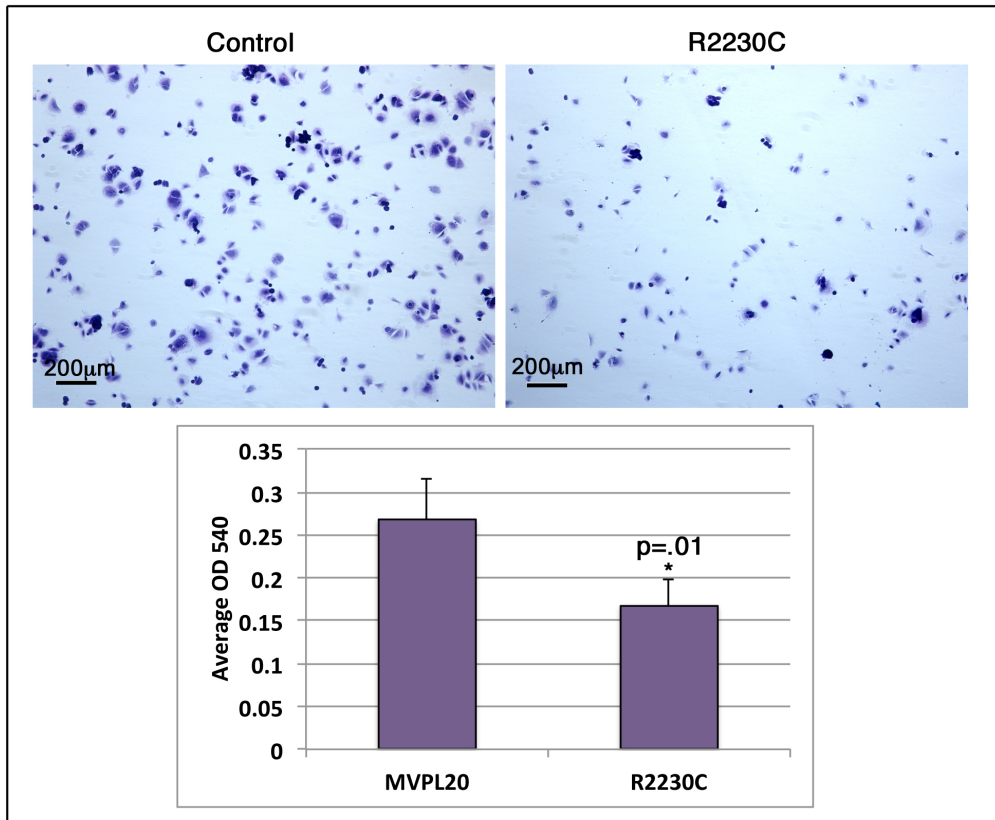 Control
R2230C
200μm
200μm
0.35
0.3
0.25
0.2
0.15
0.1
0.05
0
Average OD 540
p=.01
*
MVPL20
R2230C